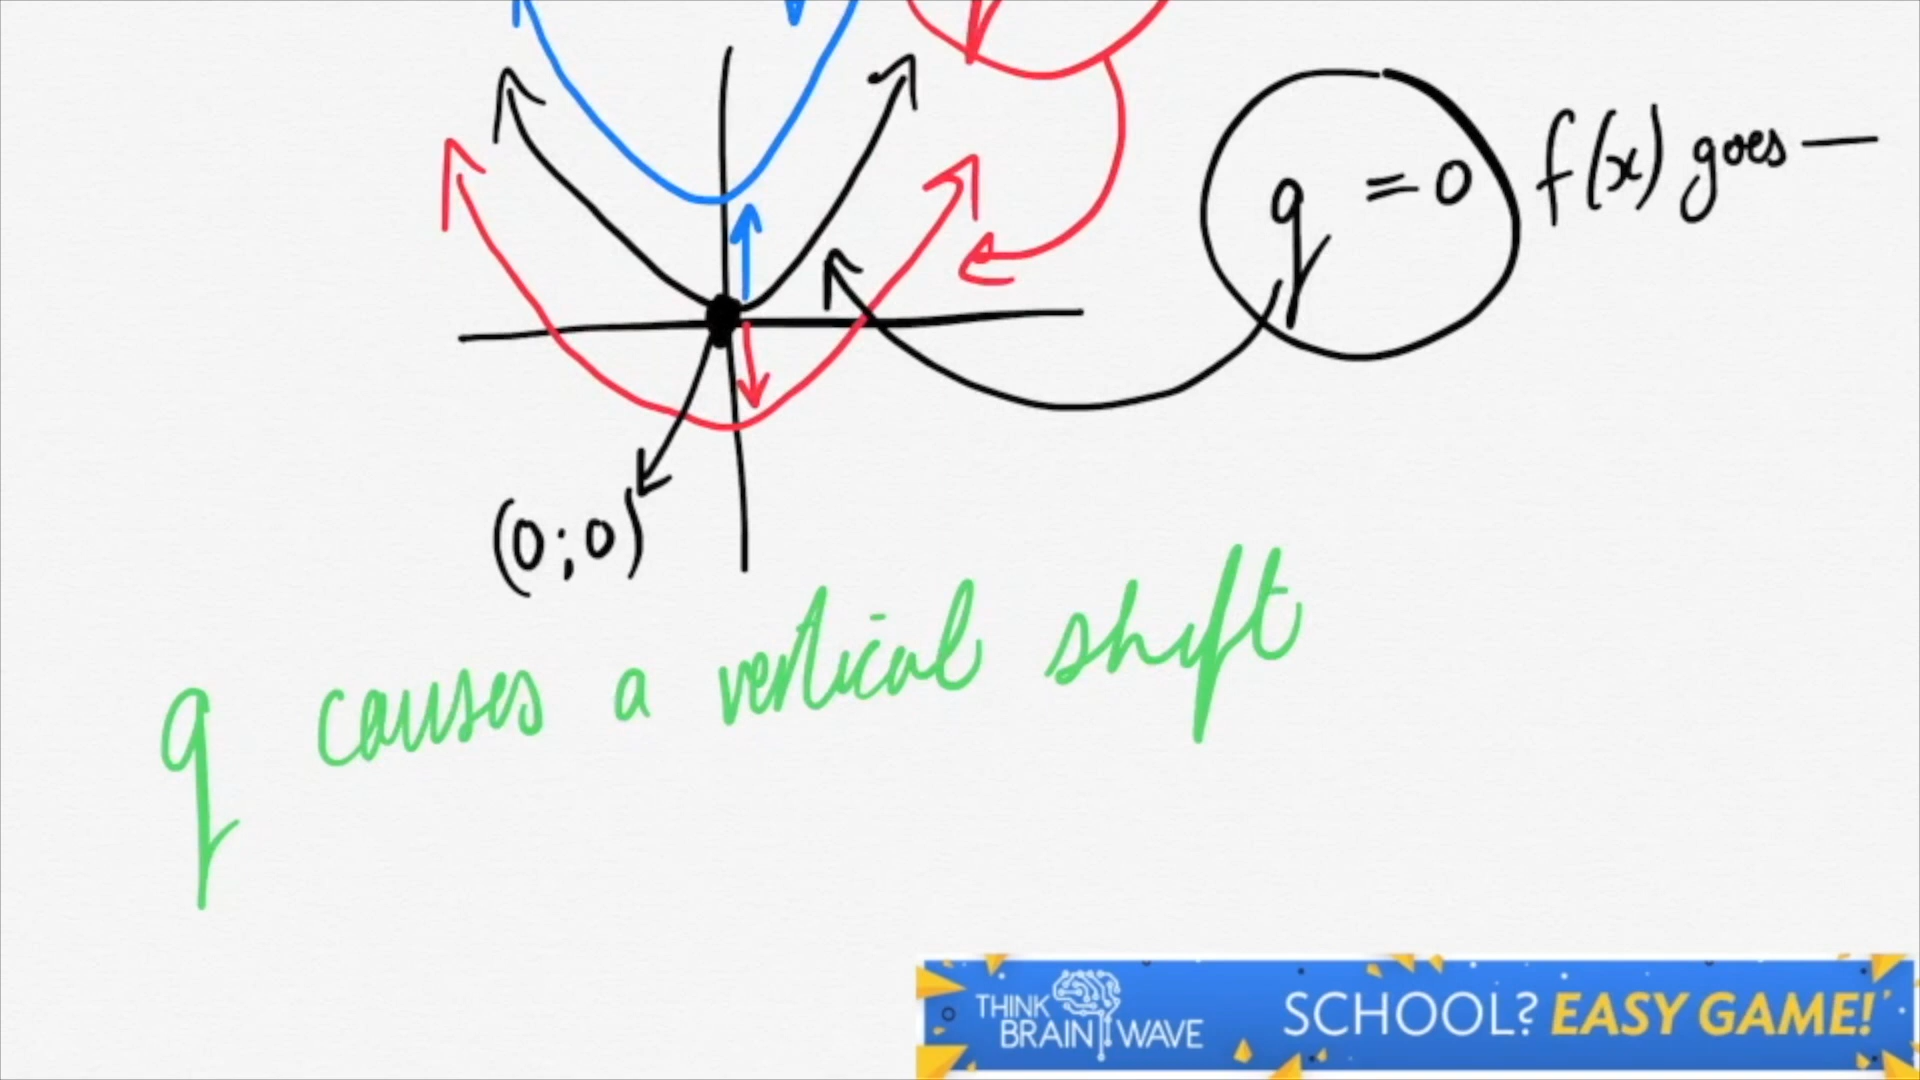 q = 0 f(x) goes —
(0;0)
q causes a vertical shift
THINK
BRAIN WAVE
SCHOOL? EASY GAME!